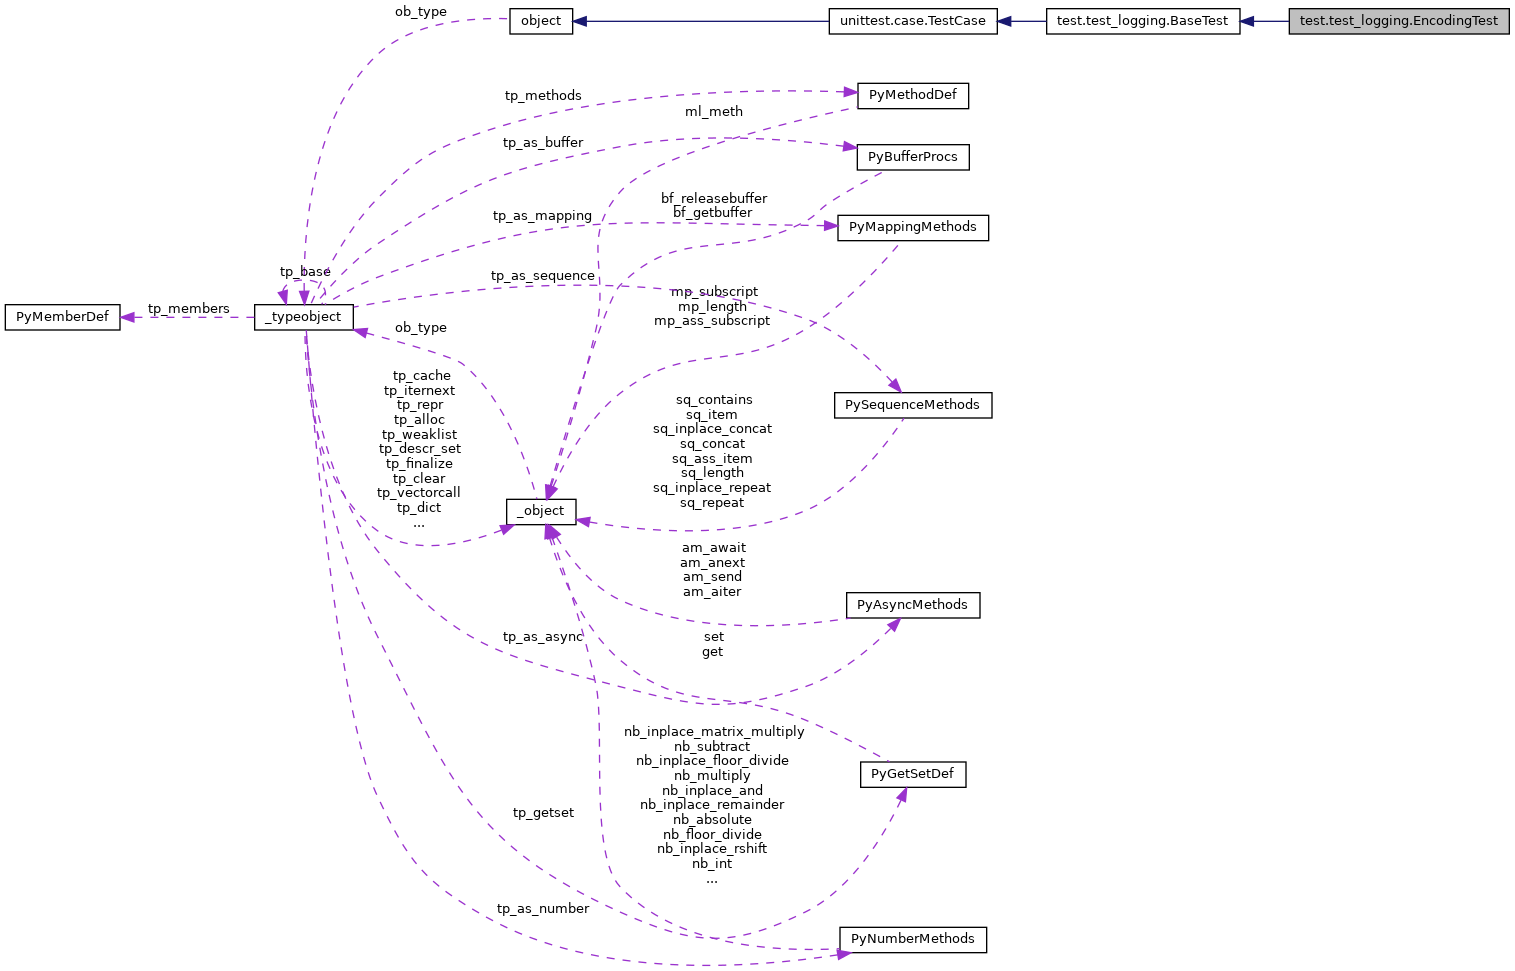 ob_type
object
unittest.case.TestCase
test.test_logging.BaseTest
test.test_logging.EncodingTest
tp_methods
PyMethodDef
ml_meth
tp_as_buffer
PyBufferProcs
bf_releasebuffer
bf_getbuffer
tp_as_mapping
PyMappingMethods
tp_base
tp_as_sequence
mp_subscript
mp_length
mp_ass_subscript
PyMemberDef
tp_members
_typeobject
ob_type
tp_cache
tp_iternext
tp_repr
tp_alloc
tp_weaklist
tp_descr_set
tp_finalize
tp_clear
tp_vectorcall
tp_dict
...
sq_contains
sq_item
sq_inplace_concat
sq_concat
sq_ass_item
sq_length
sq_inplace_repeat
sq_repeat
PySequenceMethods
_object
am_await
am_anext
am_send
am_aiter
PyAsyncMethods
tp_as_async
set
get
nb_inplace_matrix_multiply
nb_subtract
nb_inplace_floor_divide
nb_multiply
nb_inplace_and
nb_inplace_remainder
nb_absolute
nb_floor_divide
nb_inplace_rshift
nb_int
...
PyGetSetDef
tp_getset
tp_as_number
PyNumberMethods